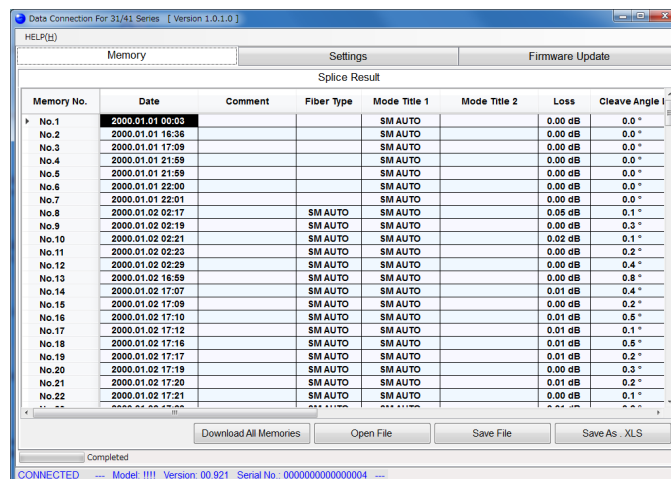 Data Connection For 31/41 Series [ Version 1.0.1.0 ]
HELP(H)
Memory Settings Firmware Update
Splice Result
Memory No. Date Comment Fiber Type Mode Title 1 Mode Title 2 Loss Cleave Angle
No.1 2000.01.01 00:03 SM AUTO 0.00 dB 0.0 °
No.2 2000.01.01 16:36 SM AUTO 0.00 dB 0.0 °
No.3 2000.01.01 17:09 SM AUTO 0.00 dB 0.0 °
No.4 2000.01.01 21:59 SM AUTO 0.00 dB 0.0 °
No.5 2000.01.01 21:59 SM AUTO 0.00 dB 0.0 °
No.6 2000.01.01 22:00 SM AUTO 0.00 dB 0.0 °
No.7 2000.01.01 22:01 SM AUTO 0.00 dB 0.0 °
No.8 2000.01.02 02:17 SM AUTO SM AUTO 0.05 dB 0.1 °
No.9 2000.01.02 02:19 SM AUTO SM AUTO 0.00 dB 0.3 °
No.10 2000.01.02 02:21 SM AUTO SM AUTO 0.02 dB 0.1 °
No.11 2000.01.02 02:23 SM AUTO SM AUTO 0.00 dB 0.2 °
No.12 2000.01.02 02:29 SM AUTO SM AUTO 0.00 dB 0.4 °
No.13 2000.01.02 16:59 SM AUTO SM AUTO 0.00 dB 0.8 °
No.14 2000.01.02 17:07 SM AUTO SM AUTO 0.01 dB 0.4 °
No.15 2000.01.02 17:09 SM AUTO SM AUTO 0.00 dB 0.2 °
No.16 2000.01.02 17:10 SM AUTO SM AUTO 0.01 dB 0.5 °
No.17 2000.01.02 17:12 SM AUTO SM AUTO 0.01 dB 0.1 °
No.18 2000.01.02 17:16 SM AUTO SM AUTO 0.01 dB 0.5 °
No.19 2000.01.02 17:17 SM AUTO SM AUTO 0.01 dB 0.2 °
No.20 2000.01.02 17:19 SM AUTO SM AUTO 0.00 dB 0.3 °
No.21 2000.01.02 17:20 SM AUTO SM AUTO 0.01 dB 0.2 °
No.22 2000.01.02 17:21 SM AUTO SM AUTO 0.00 dB 0.1 °
Download All Memories Open File Save File Save As . XLS
Completed
CONNECTED --- Model: !!!! Version: 00.921 Serial No.: 0000000000000004 ---